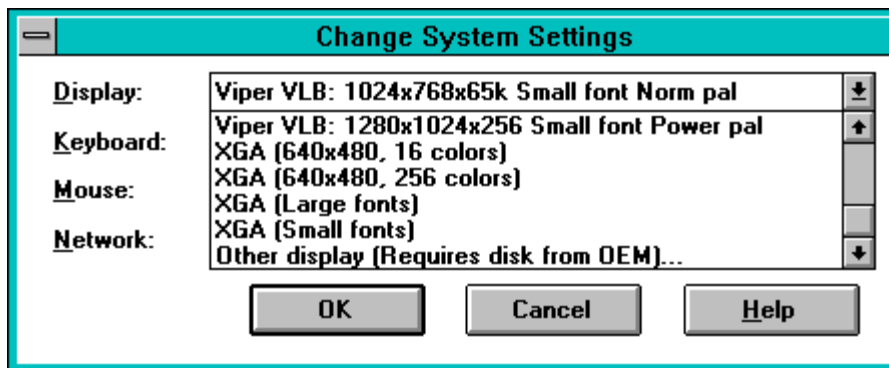 Change System Settings
Display:
Viper VLB: 1024x768x65k Small font Norm pal
Viper VLB: 1280x1024x256 Small font Power pal
Keyboard:
XGA (640x480, 16 colors)
XGA (640x480, 256 colors)
Mouse:
XGA (Large fonts)
XGA (Small fonts)
Network:
Other display (Requires disk from OEM)...
OK
Cancel
Help